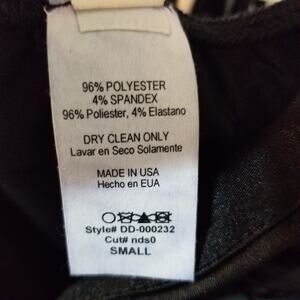 96% POLYESTER
4% SPANDEX
96% Poliester, 4% Elastano
DRY CLEAN ONLY
Lavar en Seco Solamente
MADE IN USA
Hecho en EUA
Style# DD-000232
Cut# nds0
SMALL